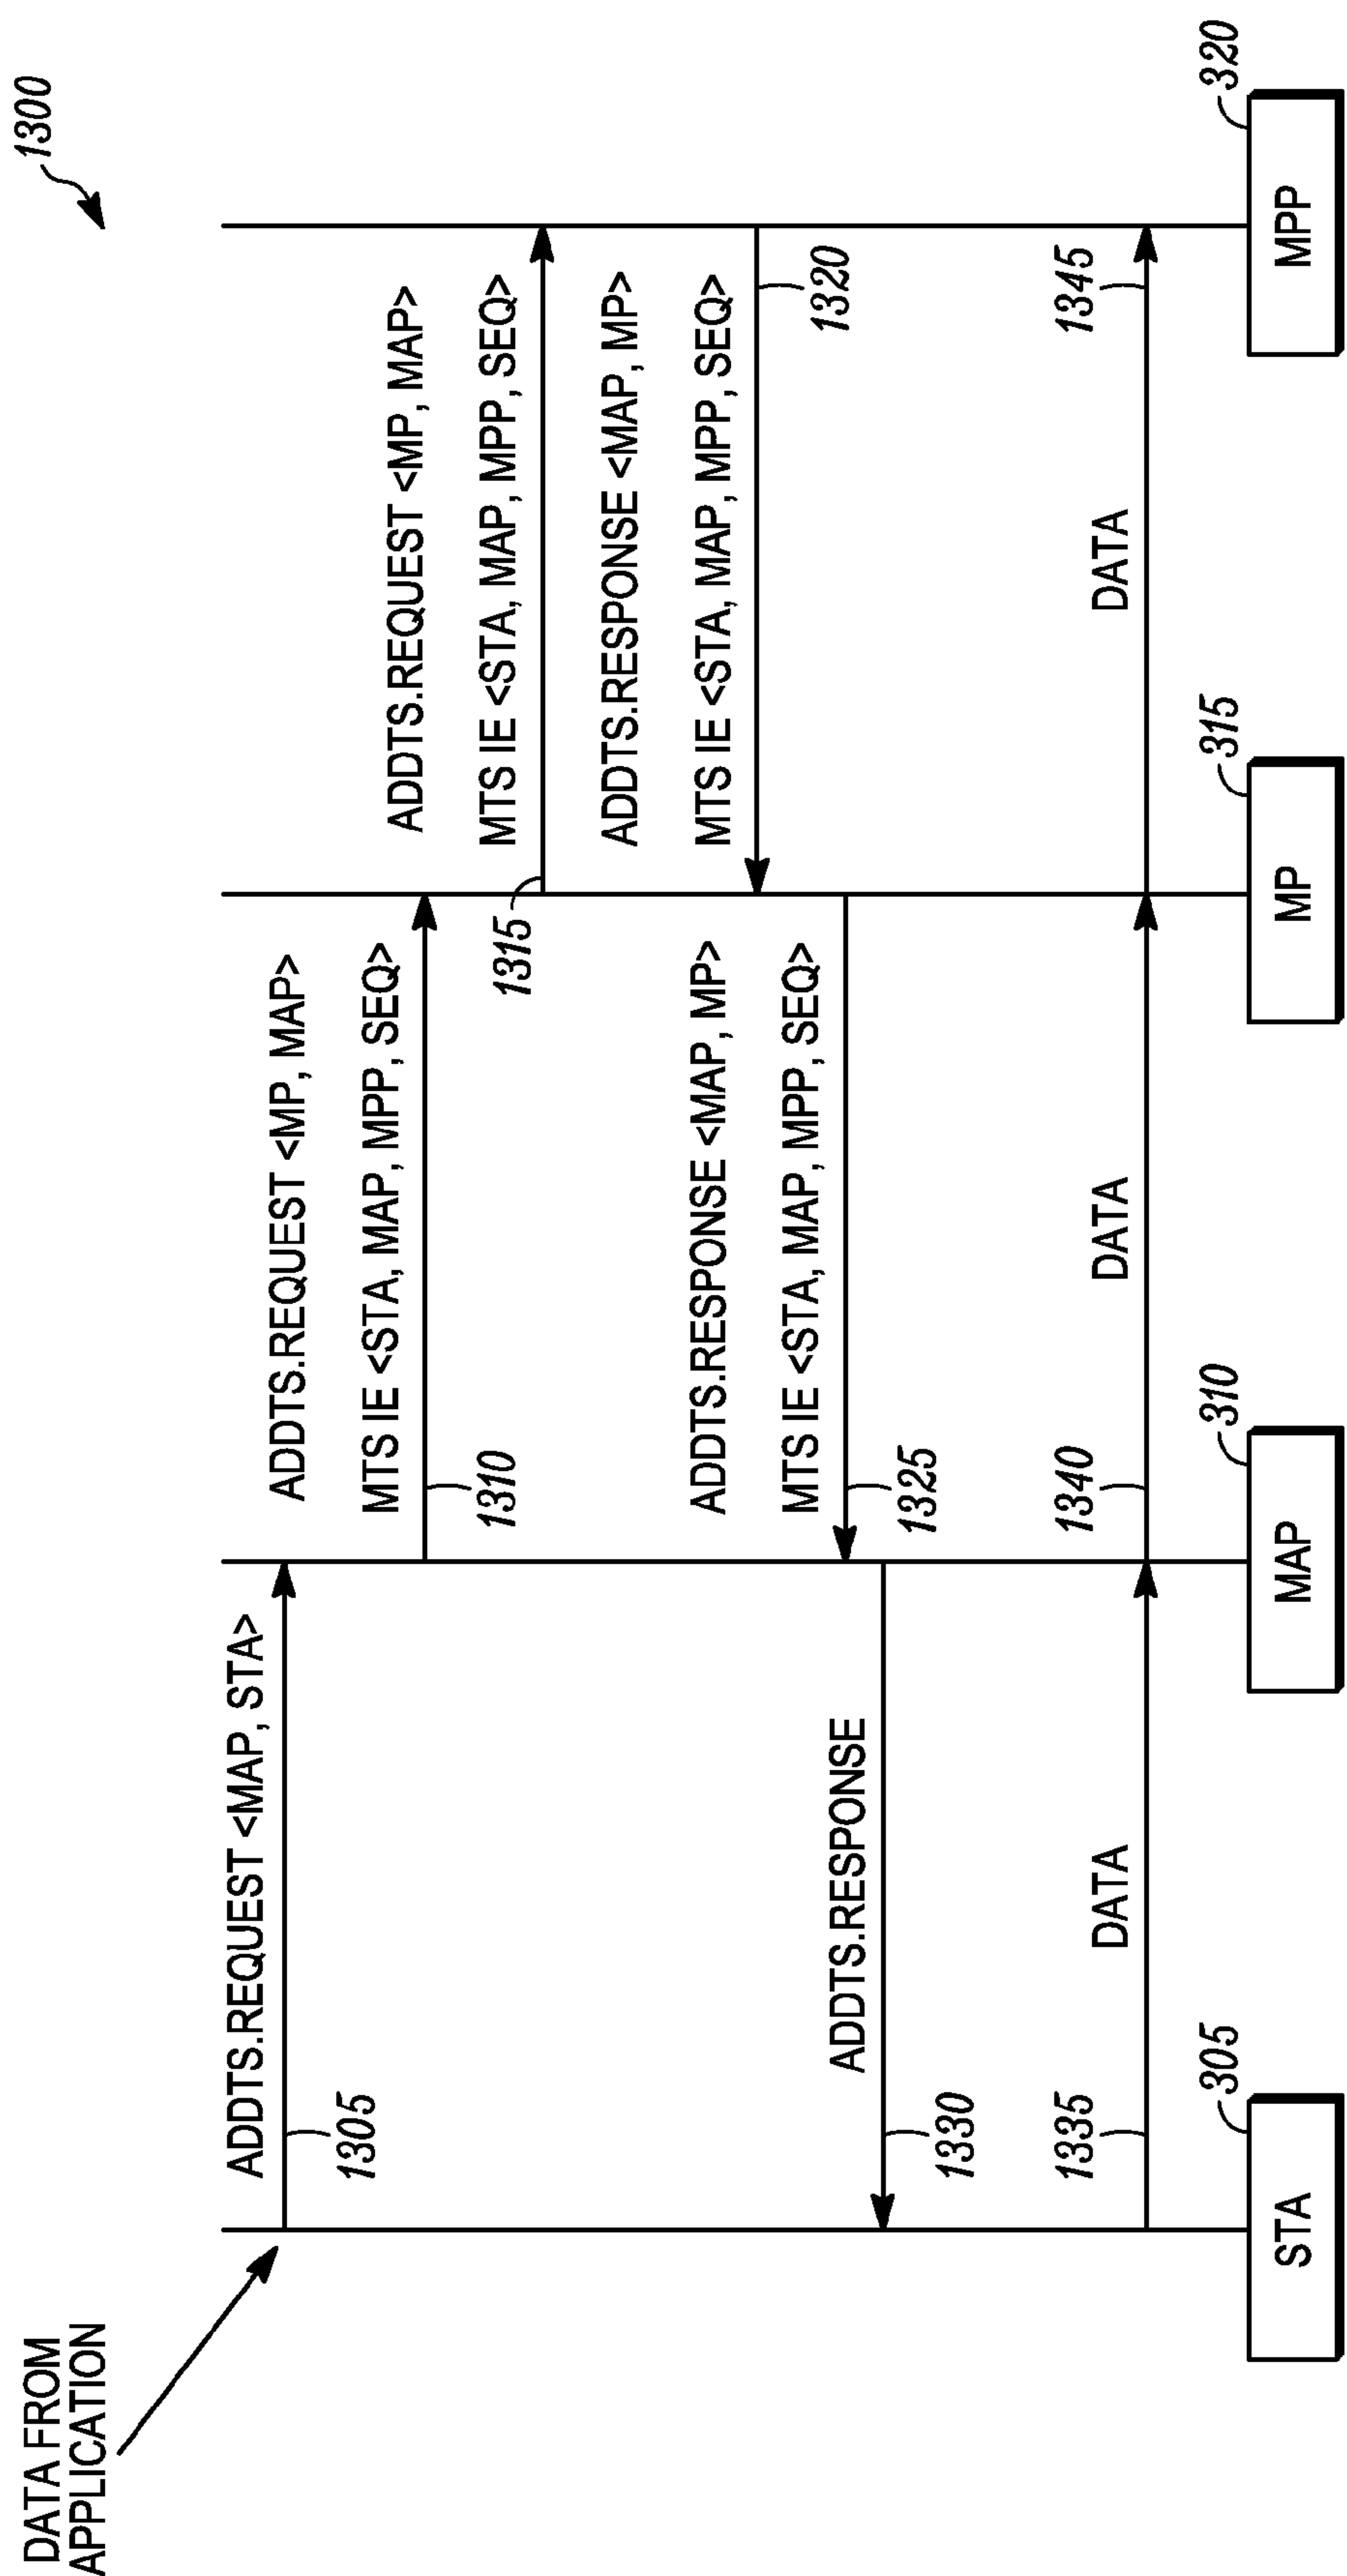 1300
DATA FROM
APPLICATION
ADDTS.REQUEST <MAP, STA>
1305
ADDTS.REQUEST <MP, MAP>
MTS IE <STA, MAP, MPP, SEQ>
1310
ADDTS.REQUEST <MP, MAP>
MTS IE <STA, MAP, MPP, SEQ>
1315
ADDTS.RESPONSE <MAP, MP>
MTS IE <STA, MAP, MPP, SEQ>
1320
ADDTS.RESPONSE <MAP, MP>
MTS IE <STA, MAP, MPP, SEQ>
1325
ADDTS.RESPONSE
1330
DATA
1335
DATA
1340
DATA
1345
STA
305
MAP
310
MP
315
MPP
320